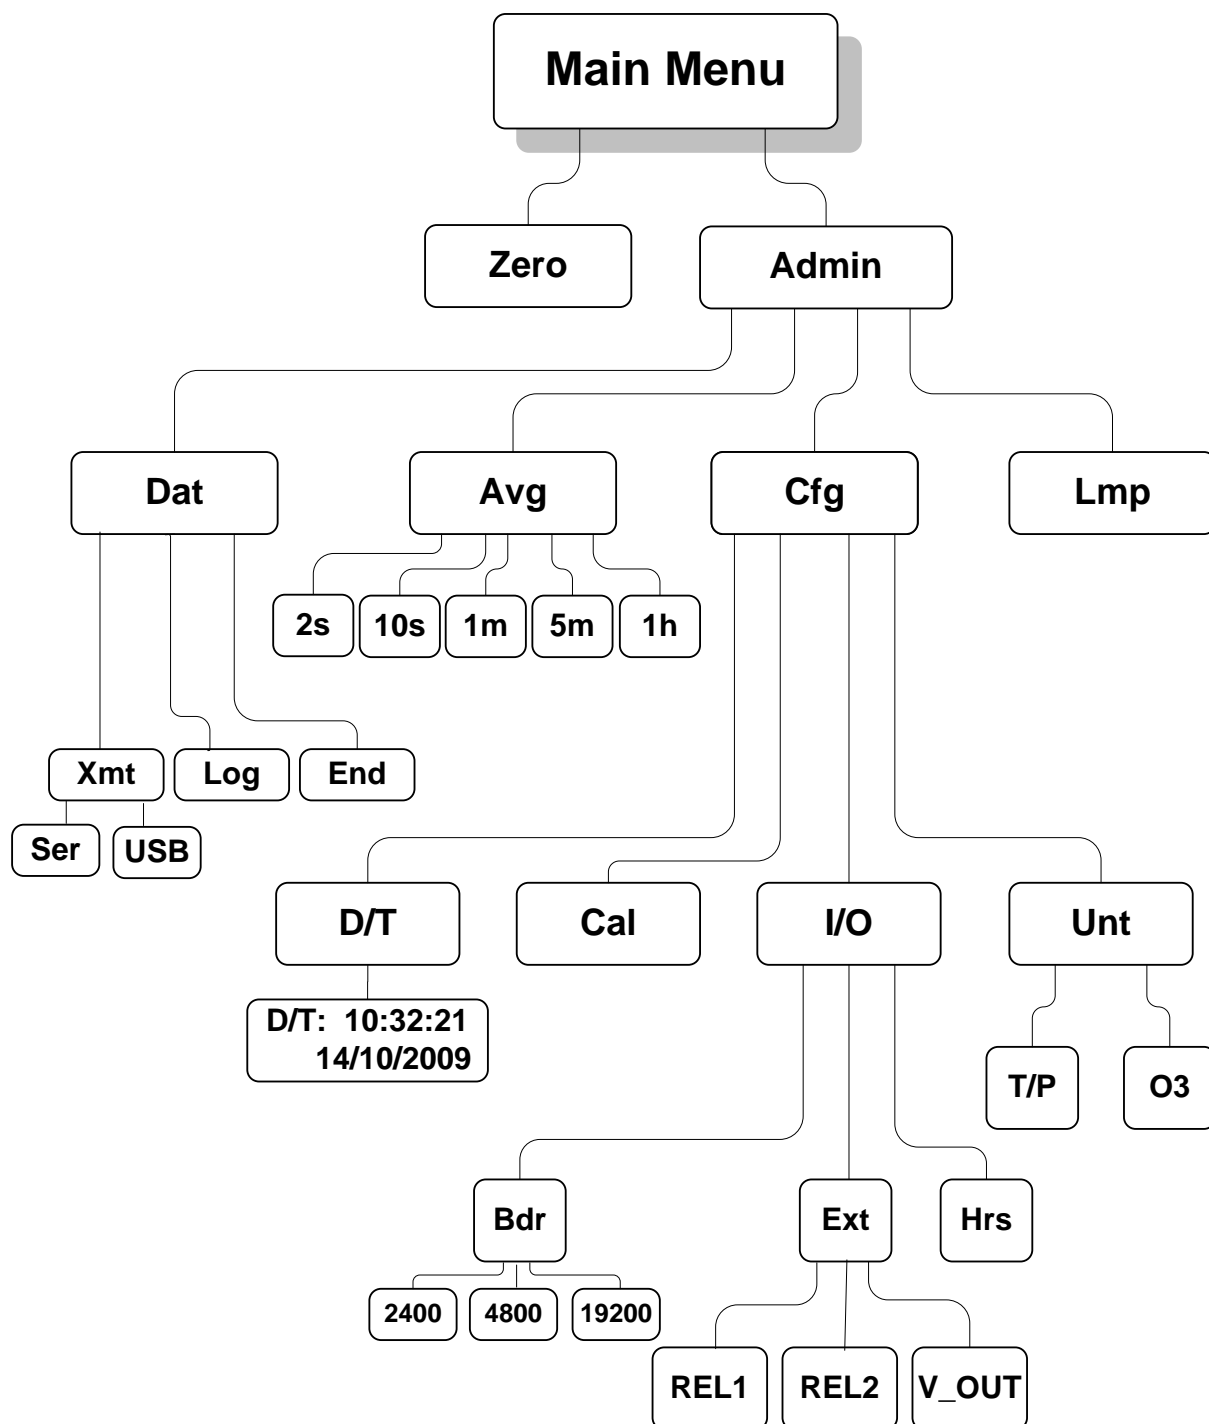 Main Menu
Zero
Admin
Dat
Avg
Cfg
Lmp
2s
10s
1m
5m
1h
Xmt
Log
End
Ser
USB
D/T
Cal
I/O
Unt
D/T: 10:32:21
14/10/2009
T/P
O3
Bdr
Ext
Hrs
2400
4800
19200
REL1
REL2
V_OUT